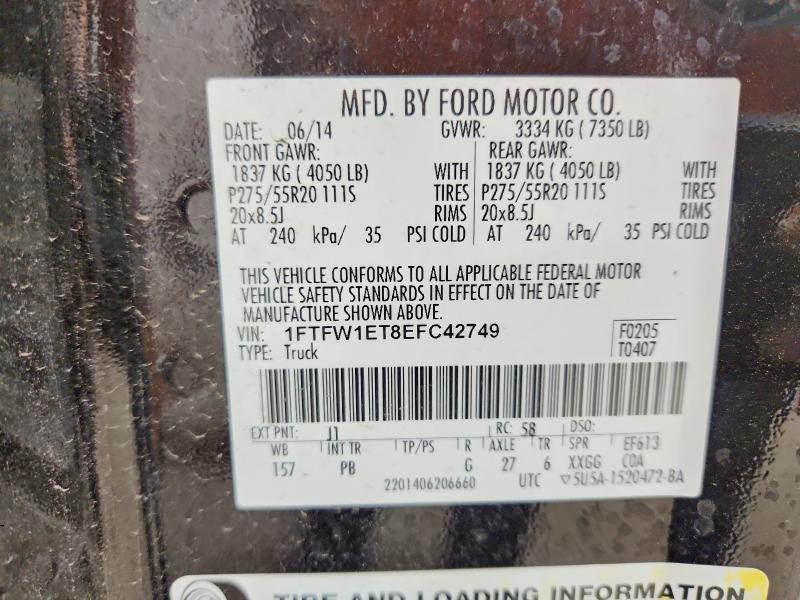 MFD. BY FORD MOTOR CO.
DATE: 06/14 GVWR: 3334 KG ( 7350 LB)
FRONT GAWR: REAR GAWR:
1837 KG ( 4050 LB) WITH 1837 KG ( 4050 LB) WITH
P275/55R20 111S TIRES P275/55R20 111S TIRES
20x8.5J RIMS 20x8.5J RIMS
AT 240 kPa/ 35 PSI COLD AT 240 kPa/ 35 PSI COLD
THIS VEHICLE CONFORMS TO ALL APPLICABLE FEDERAL MOTOR
VEHICLE SAFETY STANDARDS IN EFFECT ON THE DATE OF
MANUFACTURE SHOWN ABOVE.
VIN: 1FTFW1ET8EFC42749 F0205
TYPE: Truck T0407
EXT PNT: J1 RC: 58 DSO:
WB INT TR TP/PS R AXLE TR SPR EF613
157 PB G 27 6 XXGG COA
2201406206660 UTC ▽5U5A-1520472-BA
TIRE AND LOADING INFORMATION